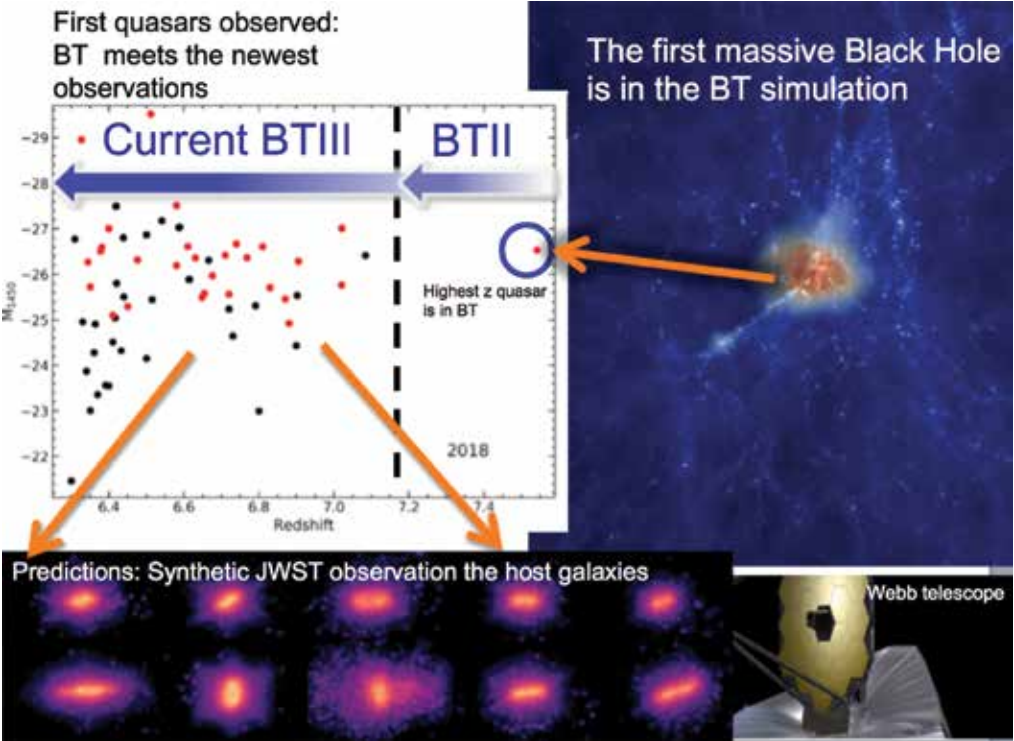 First quasars observed:
BT meets the newest
observations
The first massive Black Hole
is in the BT simulation
Current BTIII
BTII
−29
−28
−27
−26
−25
−24
−23
−22
M1450
Highest z quasar
is in BT
2018
6.4
6.6
6.8
7.0
7.2
7.4
Redshift
Predictions: Synthetic JWST observation the host galaxies
Webb telescope